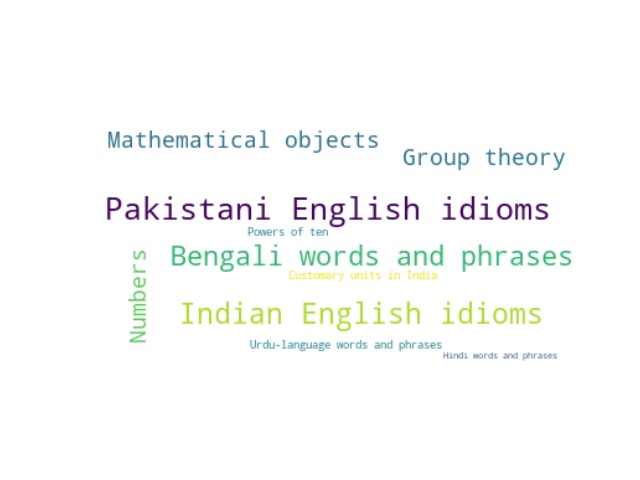 Mathematical objects
Group theory
Pakistani English idioms
Powers of ten
Bengali words and phrases
Customary units in India
Numbers
Indian English idioms
Urdu-language words and phrases
Hindi words and phrases